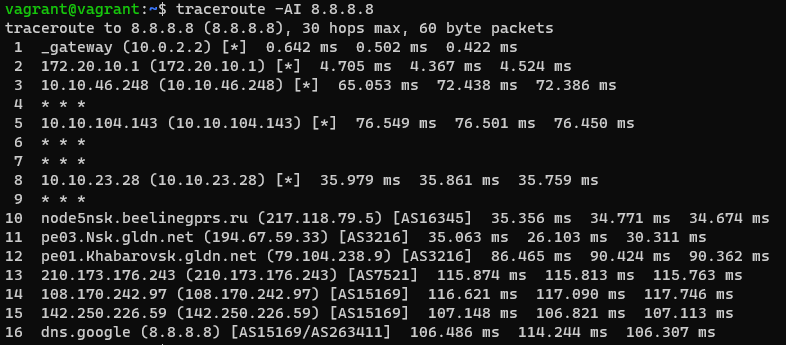 vagrant@vagrant:~$ traceroute -AI 8.8.8.8
traceroute to 8.8.8.8 (8.8.8.8), 30 hops max, 60 byte packets
1 _gateway (10.0.2.2) [*] 0.642 ms 0.502 ms 0.422 ms
2 172.20.10.1 (172.20.10.1) [*] 4.705 ms 4.367 ms 4.524 ms
3 10.10.46.248 (10.10.46.248) [*] 65.053 ms 72.438 ms 72.386 ms
4 * * *
5 10.10.104.143 (10.10.104.143) [*] 76.549 ms 76.501 ms 76.450 ms
6 * * *
7 * * *
8 10.10.23.28 (10.10.23.28) [*] 35.979 ms 35.861 ms 35.759 ms
9 * * *
10 node5nsk.beelinegprs.ru (217.118.79.5) [AS16345] 35.356 ms 34.771 ms 34.674 ms
11 pe03.Nsk.gldn.net (194.67.59.33) [AS3216] 35.063 ms 26.103 ms 30.311 ms
12 pe01.Khabarovsk.gldn.net (79.104.238.9) [AS3216] 86.465 ms 90.424 ms 90.362 ms
13 210.173.176.243 (210.173.176.243) [AS7521] 115.874 ms 115.813 ms 115.763 ms
14 108.170.242.97 (108.170.242.97) [AS15169] 116.621 ms 117.090 ms 117.746 ms
15 142.250.226.59 (142.250.226.59) [AS15169] 107.148 ms 106.821 ms 107.113 ms
16 dns.google (8.8.8.8) [AS15169/AS263411] 106.486 ms 114.244 ms 106.307 ms